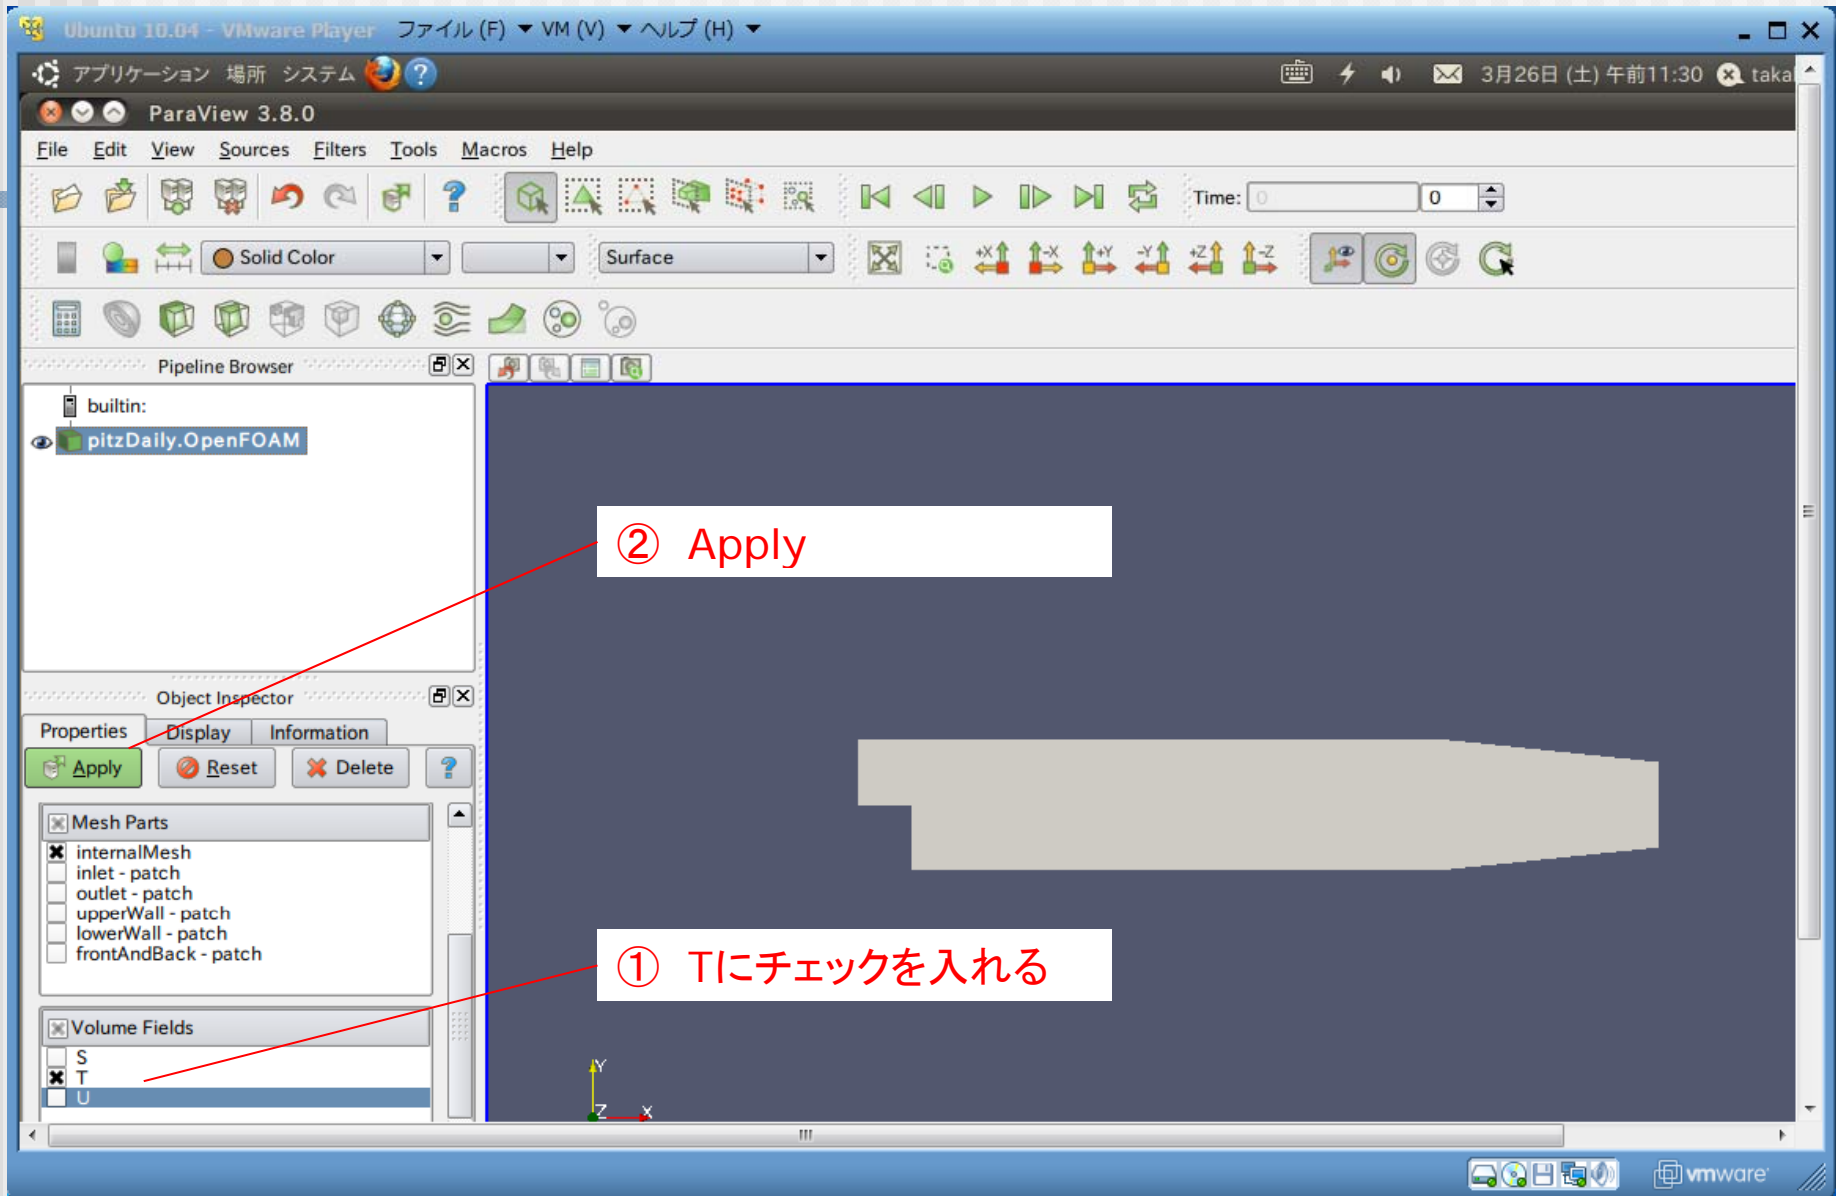 Ubuntu 10.04 - VMware Player ファイル (F) VM (V) ヘルプ (H)
アプリケーション 場所 システム 3月26日 (土) 午前11:30 taka
ParaView 3.8.0
File Edit View Sources Filters Tools Macros Help
Time: 0 0
Solid Color Surface
+X -X +Y -Y +Z -Z
Pipeline Browser
builtin:
pitzDaily.OpenFOAM
② Apply
Object Inspector
Properties Display Information
Apply Reset Delete
Mesh Parts
internalMesh
inlet - patch
outlet - patch
upperWall - patch
lowerWall - patch
frontAndBack - patch
① Tにチェックを入れる
Volume Fields
S
T
U
Y
Z X
vmware